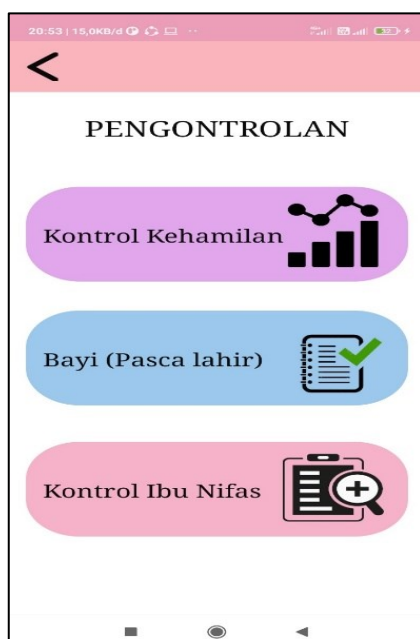 20:53 | 15,0KB/d
PENGONTROLAN
Kontrol Kehamilan
Bayi (Pasca lahir)
Kontrol Ibu Nifas